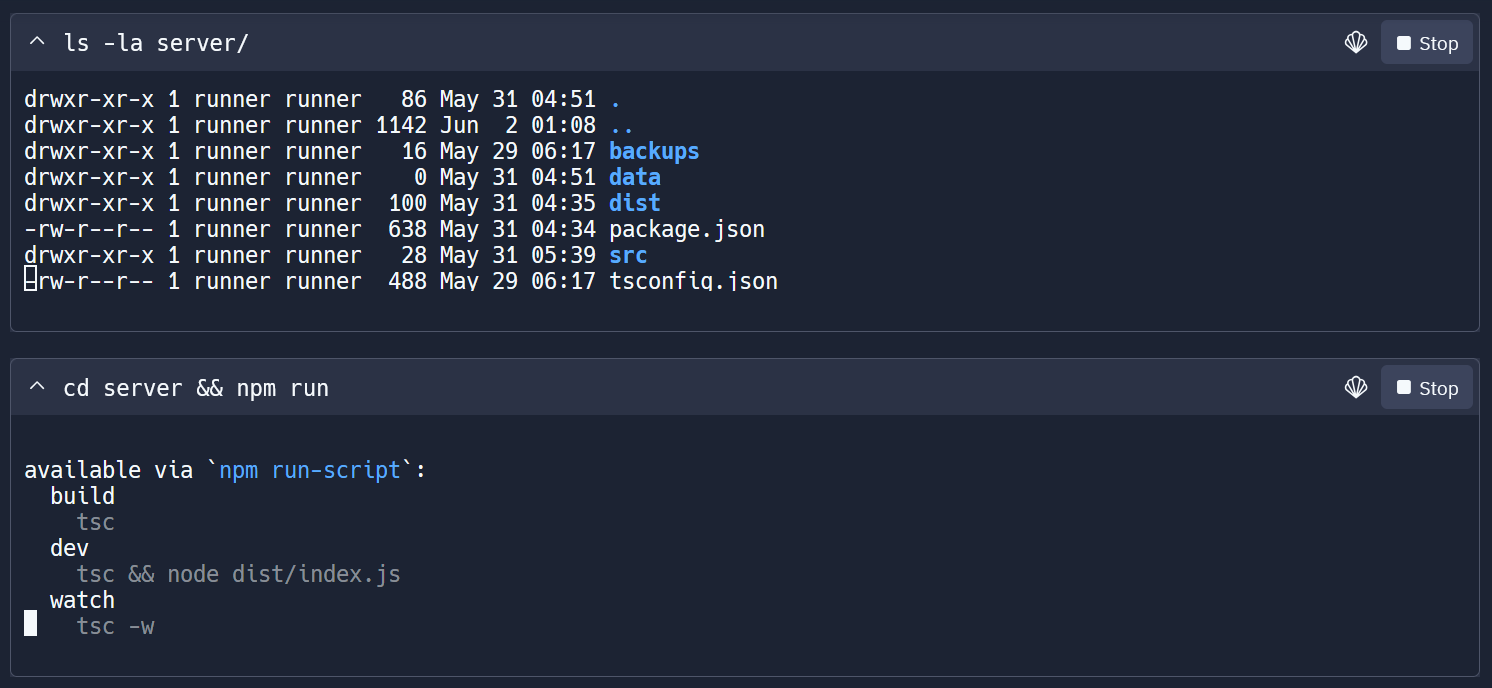 ls -la server/
Stop
drwxr-xr-x 1 runner runner   86 May 31 04:51 .
drwxr-xr-x 1 runner runner 1142 Jun  2 01:08 ..
drwxr-xr-x 1 runner runner   16 May 29 06:17 backups
drwxr-xr-x 1 runner runner    0 May 31 04:51 data
drwxr-xr-x 1 runner runner  100 May 31 04:35 dist
-rw-r--r-- 1 runner runner  638 May 31 04:34 package.json
drwxr-xr-x 1 runner runner   28 May 31 05:39 src
-rw-r--r-- 1 runner runner  488 May 29 06:17 tsconfig.json
cd server && npm run
Stop
available via `npm run-script`:
  build
    tsc
  dev
    tsc && node dist/index.js
  watch
    tsc -w